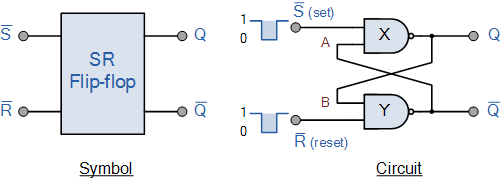 S̅
R̅
SR
Flip-flop
Q
Q̅
Symbol
1
0
S̅ (set)
A
X
Q
B
Y
1
0
R̅ (reset)
Q̅
Circuit